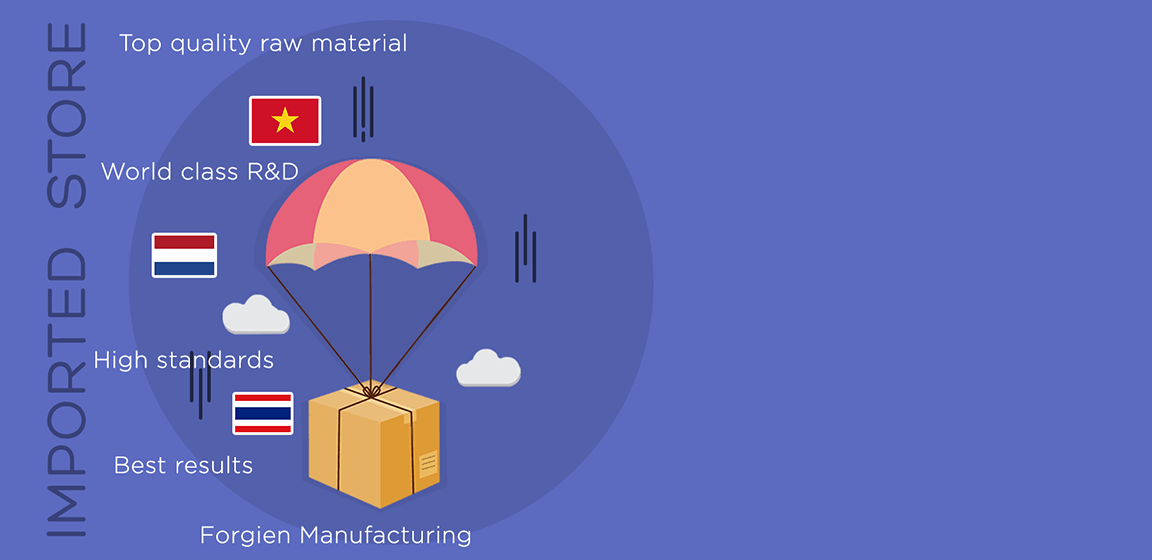 IMPORTED STORE
Top quality raw material
World class R&D
High standards
Best results
Forgien Manufacturing